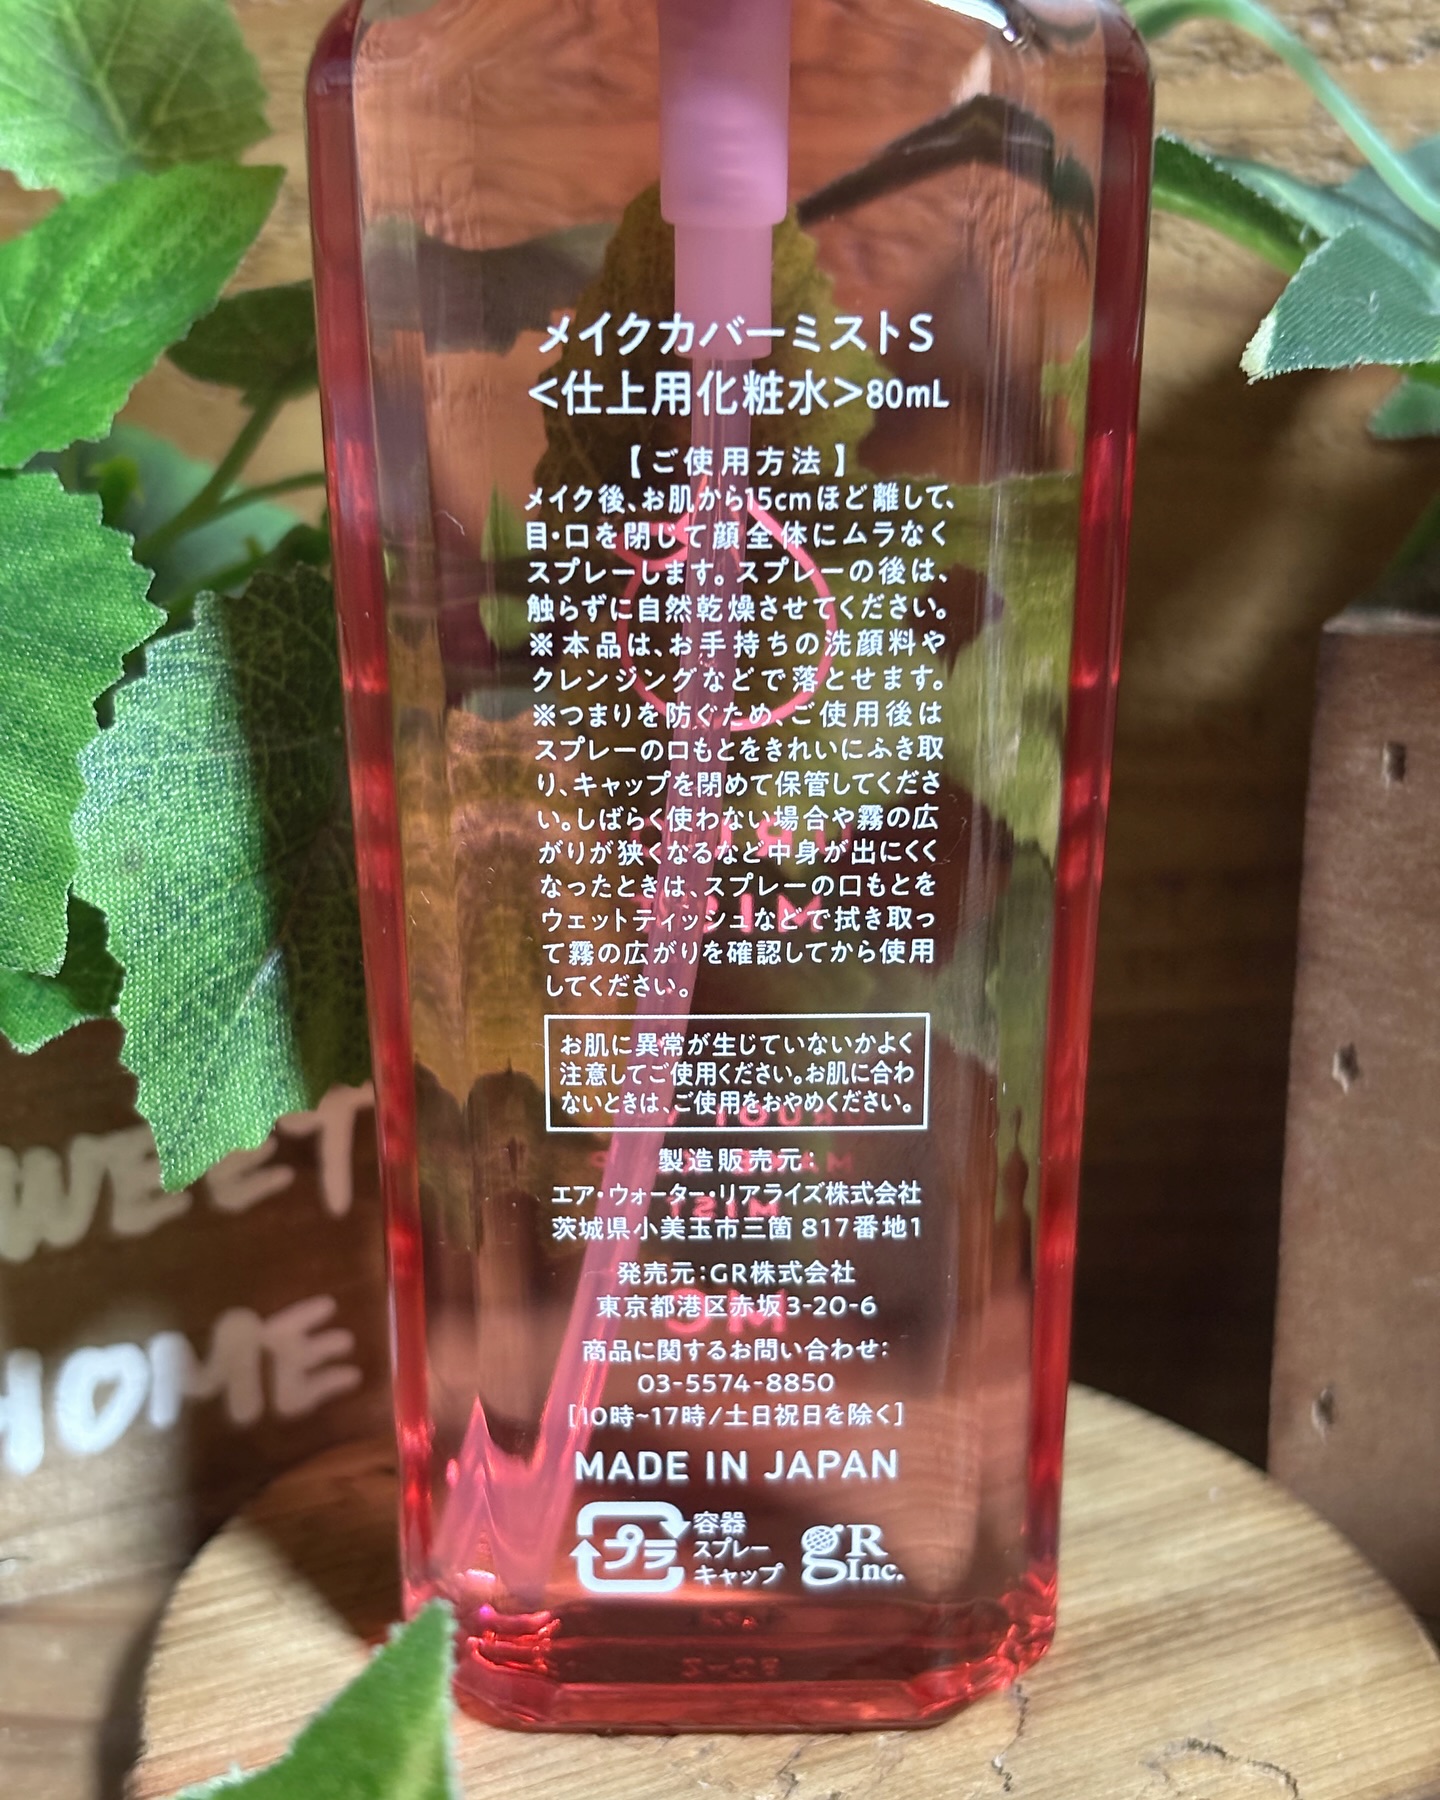 メイクカバーミストS
<仕上用化粧水>80mL
【ご使用方法】
メイク後、お肌から15cmほど離して、
目・口を閉じて顔全体にムラなく
スプレーします。スプレーの後は、
触らずに自然乾燥させてください。
※本品は、お手持ちの洗顔料や
クレンジングなどで落とせます。
※つまりを防ぐため、ご使用後は
スプレーの口もとをきれいにふき取
り、キャップを閉めて保管してくださ
い。しばらく使わない場合や霧の広
がりが狭くなるなど中身が出にくく
なったときは、スプレーの口もとを
ウェットティッシュなどで拭き取っ
て霧の広がりを確認してから使用
してください。
お肌に異常が生じていないかよく
注意してご使用ください。お肌に合わ
ないときは、ご使用をおやめください。
製造販売元:
エア・ウォーター・リアライズ株式会社
茨城県小美玉市三箇 817番地1
発売元:GR株式会社
東京都港区赤坂3-20-6
商品に関するお問い合わせ:
03-5574-8850
[10時~17時/土日祝日を除く]
MADE IN JAPAN
プラ
容器
スプレー
キャップ
gR
Inc.
WEET
HOME